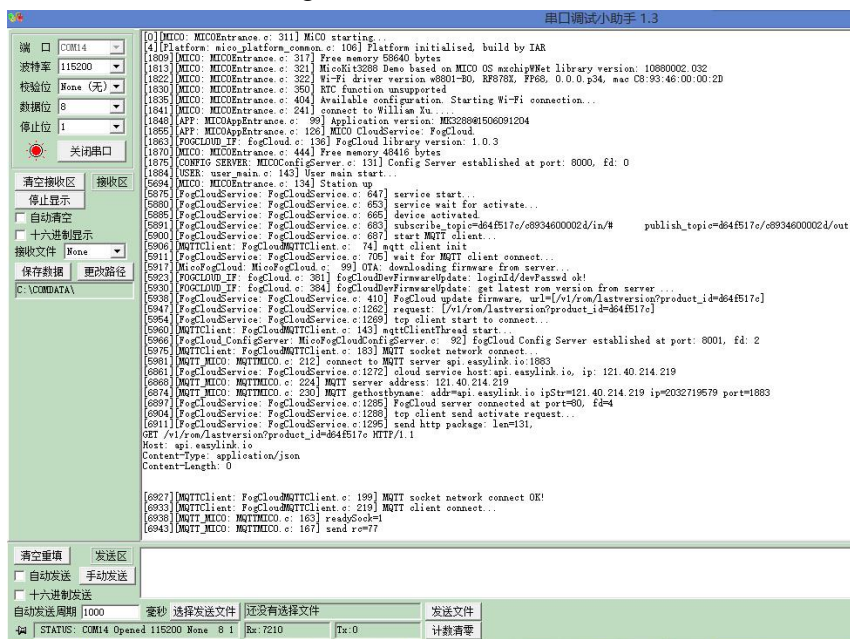 串口调试小助手 1.3
端 口 COM14
波特率 115200
校验位 None (无)
数据位 8
停止位 1
关闭串口
清空接收区 接收区
停止显示
自动清空
十六进制显示
接收文件 None
保存数据 更改路径
C:\COMDATA\
[0][MICO: MICOEntrance.c: 311] MiCO starting...
[4][Platform: mico_platform_common.c: 106] Platform initialised, build by IAR
[1809][MICO: MICOEntrance.c: 317] Free memory 58640 bytes
[1813][MICO: MICOEntrance.c: 321] MicoKit3288 Demo based on MICO OS mxchipWNet library version: 10880002.032
[1822][MICO: MICOEntrance.c: 322] Wi-Fi driver version w8801-B0, RF878X, FP68, 0.0.0.p34, mac C8:93:46:00:00:2D
[1830][MICO: MICOEntrance.c: 350] RTC function unsupported
[1835][MICO: MICOEntrance.c: 404] Available configuration. Starting Wi-Fi connection...
[1841][MICO: MICOEntrance.c: 241] connect to William Xu.....
[1848][APP: MICOAppEntrance.c: 99] Application version: MK3288@1506091204
[1855][APP: MICOAppEntrance.c: 126] MICO CloudService: FogCloud.
[1863][FOGCLOUD_IF: fogCloud.c: 136] FogCloud library version: 1.0.3
[1870][MICO: MICOEntrance.c: 444] Free memory 48416 bytes
[1875][CONFIG SERVER: MICOConfigServer.c: 131] Config Server established at port: 8000, fd: 0
[1884][USER: user_main.c: 143] User main start...
[5694][MICO: MICOEntrance.c: 134] Station up
[5875][FogCloudService: FogCloudService.c: 647] service start...
[5880][FogCloudService: FogCloudService.c: 653] service wait for activate...
[5885][FogCloudService: FogCloudService.c: 665] device activated.
[5891][FogCloudService: FogCloudService.c: 683] subscribe_topic=d64f517c/c8934600002d/in/# publish_topic=d64f517c/c8934600002d/out
[5900][FogCloudService: FogCloudService.c: 687] start MQTT client...
[5906][MQTTClient: FogCloudMQTTClient.c: 74] mqtt client init
[5911][FogCloudService: FogCloudService.c: 705] wait for MQTT client connect...
[5917][MicoFogCloud: MicoFogCloud.c: 99] OTA: downloading firmware from server...
[5923][FOGCLOUD_IF: fogCloud.c: 381] fogCloudDevFirmwareUpdate: loginId/devPasswd ok!
[5930][FOGCLOUD_IF: fogCloud.c: 384] fogCloudDevFirmwareUpdate: get latest rom version from server ...
[5938][FogCloudService: FogCloudService.c: 410] FogCloud update firmware, url=[/v1/rom/lastversion?product_id=d64f517c]
[5947][FogCloudService: FogCloudService.c:1262] request: [/v1/rom/lastversion?product_id=d64f517c]
[5954][FogCloudService: FogCloudService.c:1269] tcp client start to connect...
[5960][MQTTClient: FogCloudMQTTClient.c: 143] mqttClientThread start...
[5966][FogCloud_ConfigServer: MicoFogCloudConfigServer.c: 92] fogCloud Config Server established at port: 8001, fd: 2
[5975][MQTTClient: FogCloudMQTTClient.c: 183] MQTT socket network connect...
[5981][MQTT_MICO: MQTTMICO.c: 212] connect to MQTT server api.easylink.io:1883
[6861][FogCloudService: FogCloudService.c:1272] cloud service host:api.easylink.io, ip: 121.40.214.219
[6868][MQTT_MICO: MQTTMICO.c: 224] MQTT server address: 121.40.214.219
[6874][MQTT_MICO: MQTTMICO.c: 230] MQTT gethostbyname: addr=api.easylink.io ipStr=121.40.214.219 ip=2032719579 port=1883
[6897][FogCloudService: FogCloudService.c:1285] FogCloud server connected at port=80, fd=4
[6904][FogCloudService: FogCloudService.c:1288] tcp client send activate request...
[6911][FogCloudService: FogCloudService.c:1295] send http package: len=131,
GET /v1/rom/lastversion?product_id=d64f517c HTTP/1.1
Host: api.easylink.io
Content-Type: application/json
Content-Length: 0
[6927][MQTTClient: FogCloudMQTTClient.c: 199] MQTT socket network connect OK!
[6933][MQTTClient: FogCloudMQTTClient.c: 219] MQTT client connect...
[6938][MQTT_MICO: MQTTMICO.c: 163] readySock=1
[6943][MQTT_MICO: MQTTMICO.c: 167] send rc=77
清空重填 发送区
自动发送 手动发送
十六进制发送
自动发送周期 1000 毫秒 选择发送文件 还没有选择文件 发送文件
STATUS: COM14 Opened 115200 None 8 1 Rx:7210 Tx:0 计数清零